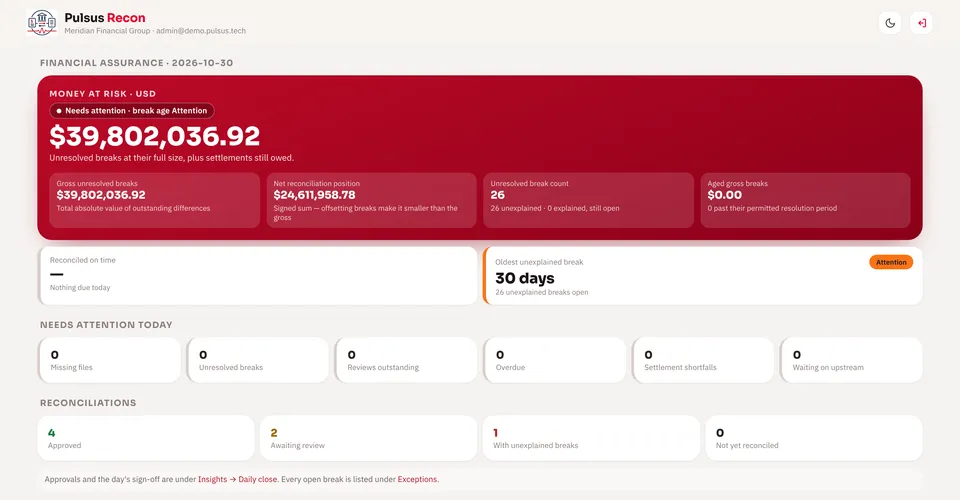 Pulsus Recon
Meridian Financial Group · admin@demo.pulsus.tech
FINANCIAL ASSURANCE · 2026-10-30
MONEY AT RISK · USD
Needs attention · break age Attention
$39,802,036.92
Unresolved breaks at their full size, plus settlements still owed.
Gross unresolved breaks
$39,802,036.92
Total absolute value of outstanding differences
Net reconciliation position
$24,611,958.78
Signed sum — offsetting breaks make it smaller than the
gross
Unresolved break count
26
26 unexplained · 0 explained, still open
Aged gross breaks
$0.00
0 past their permitted resolution period
Reconciled on time
—
Nothing due today
Oldest unexplained break
Attention
30 days
26 unexplained breaks open
NEEDS ATTENTION TODAY
0
Missing files
0
Unresolved breaks
0
Reviews outstanding
0
Overdue
0
Settlement shortfalls
0
Waiting on upstream
RECONCILIATIONS
4
Approved
2
Awaiting review
1
With unexplained breaks
0
Not yet reconciled
Approvals and the day's sign-off are under Insights → Daily close. Every open break is listed under Exceptions.